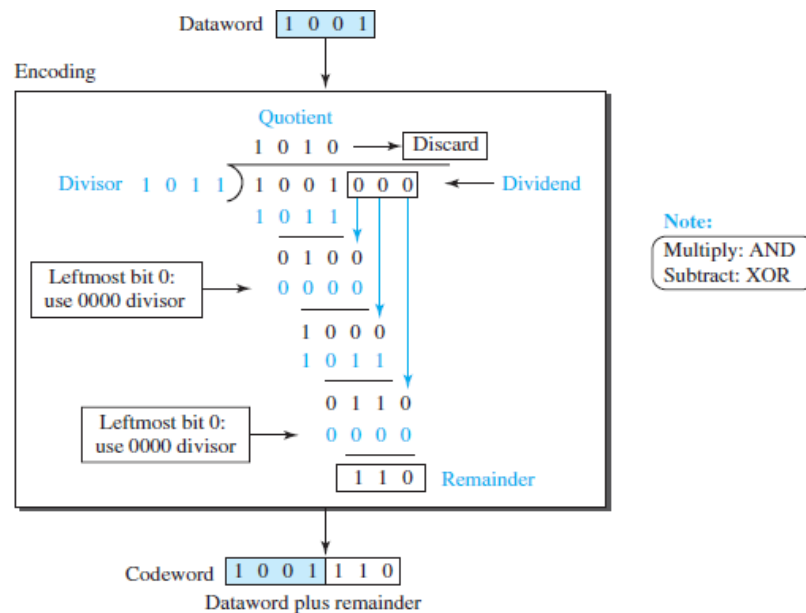 Dataword 1 0 0 1
Encoding
Quotient
1 0 1 0 Discard
Divisor 1 0 1 1 1 0 0 1 0 0 0 Dividend
1 0 1 1
0 1 0 0
Leftmost bit 0:
use 0000 divisor
0 0 0 0
1 0 0 0
1 0 1 1
0 1 1 0
Leftmost bit 0:
use 0000 divisor
0 0 0 0
1 1 0 Remainder
Note:
Multiply: AND
Subtract: XOR
Codeword 1 0 0 1 1 1 0
Dataword plus remainder